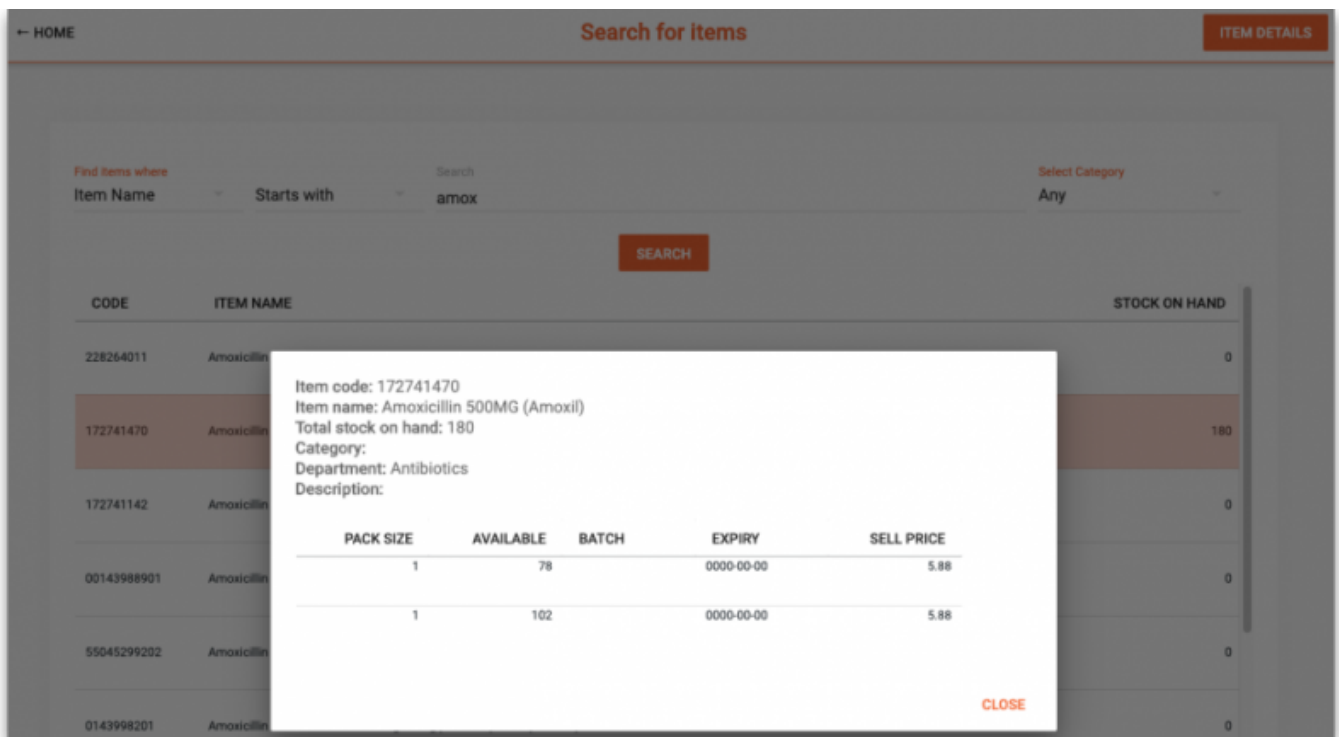 ← HOME Search for items ITEM DETAILS
Find items where Search Select Category
Item Name Starts with amox Any
SEARCH
CODE ITEM NAME STOCK ON HAND
228264011 Amoxicillin 0
Item code: 172741470
Item name: Amoxicillin 500MG (Amoxil)
172741470 Amoxicillin Total stock on hand: 180 180
Category:
Department: Antibiotics
Description:
172741142 Amoxicillin 0
PACK SIZE AVAILABLE BATCH EXPIRY SELL PRICE
1 78 0000-00-00 5.88
00143988901 Amoxicillin 0
1 102 0000-00-00 5.88
55045299202 Amoxicillin 0
CLOSE
0143998201 Amoxicillin 0